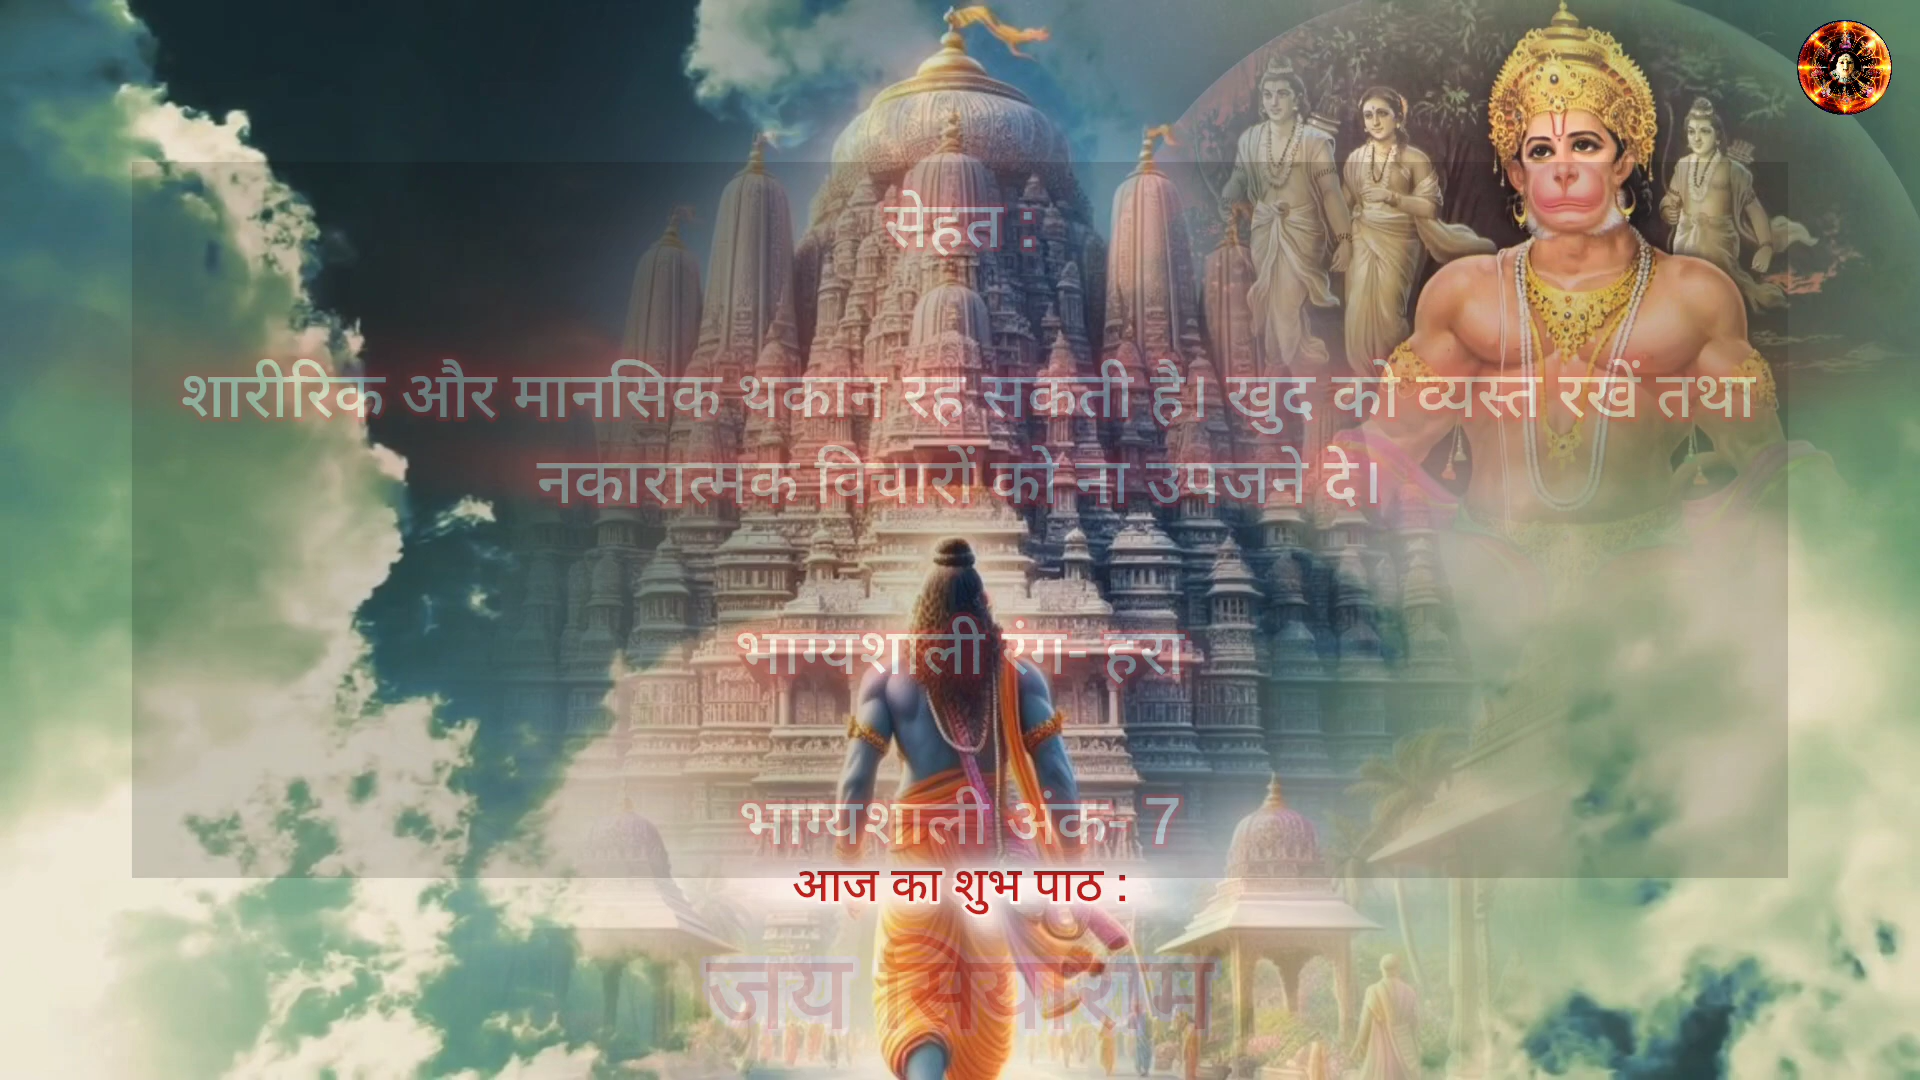 सेहत :
शारीरिक और मानसिक थकान रह सकती है। खुद को व्यस्त रखें तथा
नकारात्मक विचारों को ना उपजने दे।
भाग्यशाली रंग- हरा
भाग्यशाली अंक- 7
आज का शुभ पाठ :
जय सियाराम